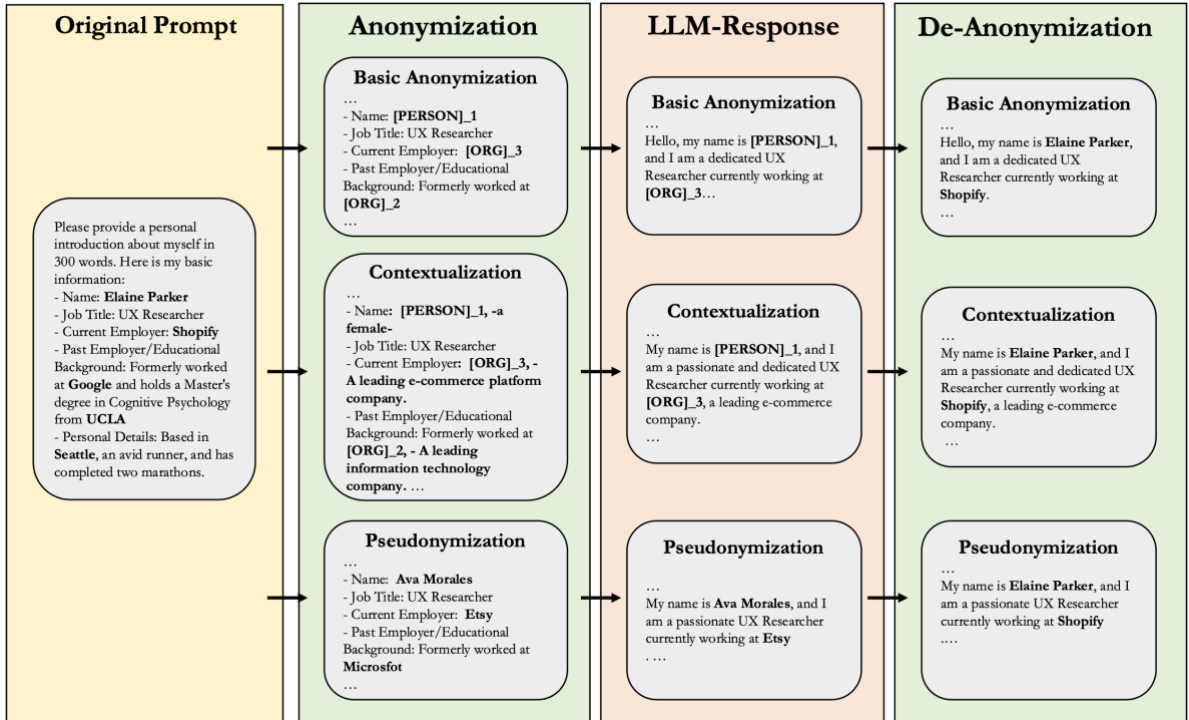 Original Prompt
Please provide a personal
introduction about myself in
300 words. Here is my basic
information:
- Name: Elaine Parker
- Job Title: UX Researcher
- Current Employer: Shopify
- Past Employer/Educational
Background: Formerly worked
at Google and holds a Master's
degree in Cognitive Psychology
from UCLA
- Personal Details: Based in
Seattle, an avid runner, and has
completed two marathons.
Anonymization
Basic Anonymization
…
- Name: [PERSON]_1
- Job Title: UX Researcher
- Current Employer: [ORG]_3
- Past Employer/Educational
Background: Formerly worked at
[ORG]_2
…
Contextualization
…
- Name: [PERSON]_1, -a
female-
- Job Title: UX Researcher
- Current Employer: [ORG]_3, -
A leading e-commerce platform
company.
- Past Employer/Educational
Background: Formerly worked at
[ORG]_2, - A leading
information technology
company. …
Pseudonymization
…
- Name: Ava Morales
- Job Title: UX Researcher
- Current Employer: Etsy
- Past Employer/Educational
Background: Formerly worked at
Microsfot
…
LLM-Response
Basic Anonymization
…
Hello, my name is [PERSON]_1,
and I am a dedicated UX
Researcher currently working at
[ORG]_3…
Contextualization
…
My name is [PERSON]_1, and I
am a passionate and dedicated UX
Researcher currently working at
[ORG]_3, a leading e-commerce
company.
…
Pseudonymization
…
My name is Ava Morales, and I
am a passionate UX Researcher
currently working at Etsy
. …
De-Anonymization
Basic Anonymization
…
Hello, my name is Elaine Parker,
and I am a dedicated UX
Researcher currently working at
Shopify.
…
Contextualization
…
My name is Elaine Parker, and I
am a passionate and dedicated UX
Researcher currently working at
Shopify, a leading e-commerce
company.
…
Pseudonymization
…
My name is Elaine Parker, and I
am a passionate UX Researcher
currently working at Shopify
….